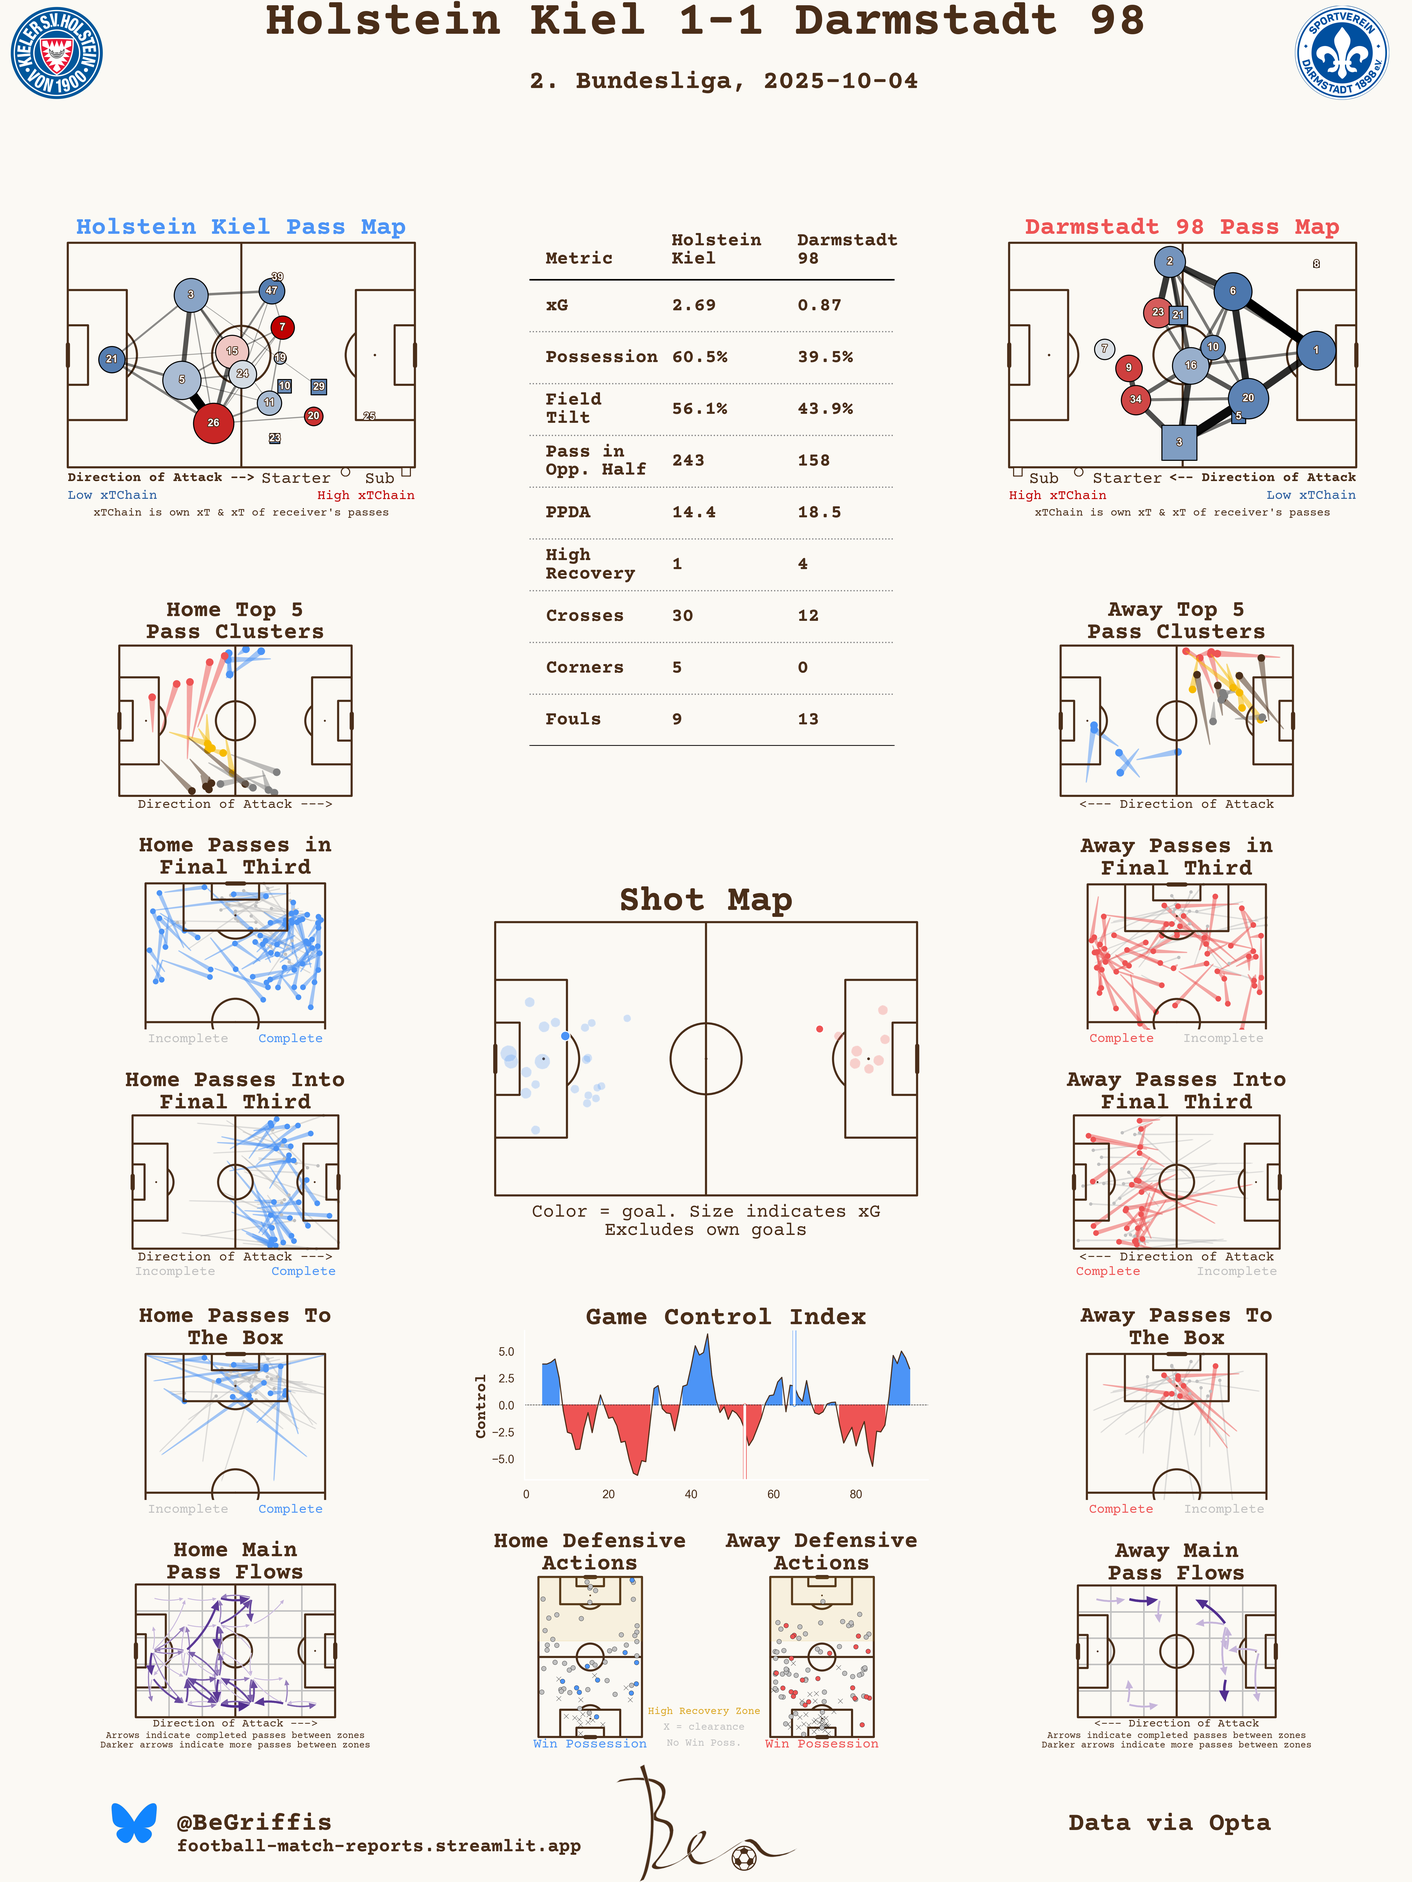 Holstein Kiel 1-1 Darmstadt 98
2. Bundesliga, 2025-10-04
KIELER S.V. HOLSTEIN
VON 1900
SPORTVEREIN
DARMSTADT 1898 e.V.
Holstein Kiel Pass Map
39
3
47
7
15
19
21
24
5
10
29
11
20
25
26
23
Direction of Attack --> Starter Sub
Low xTChain High xTChain
xTChain is own xT & xT of receiver's passes
Metric Holstein Kiel Darmstadt 98
xG 2.69 0.87
Possession 60.5% 39.5%
Field Tilt 56.1% 43.9%
Pass in Opp. Half 243 158
PPDA 14.4 18.5
High Recovery 1 4
Crosses 30 12
Corners 5 0
Fouls 9 13
Darmstadt 98 Pass Map
2
8
6
23
21
7
10
1
9
16
34
20
5
3
Sub Starter <-- Direction of Attack
High xTChain Low xTChain
xTChain is own xT & xT of receiver's passes
Home Top 5
Pass Clusters
Direction of Attack --->
Away Top 5
Pass Clusters
<--- Direction of Attack
Home Passes in
Final Third
Incomplete Complete
Away Passes in
Final Third
Complete Incomplete
Shot Map
Color = goal. Size indicates xG
Excludes own goals
Home Passes Into
Final Third
Direction of Attack --->
Incomplete Complete
Away Passes Into
Final Third
<--- Direction of Attack
Complete Incomplete
Game Control Index
Control
5.0
2.5
0.0
−2.5
−5.0
0 20 40 60 80
Home Passes To
The Box
Incomplete Complete
Away Passes To
The Box
Complete Incomplete
Home Main
Pass Flows
Direction of Attack --->
Arrows indicate completed passes between zones
Darker arrows indicate more passes between zones
Home Defensive
Actions
Win Possession
High Recovery Zone
X = clearance
No Win Poss.
Away Defensive
Actions
Win Possession
Away Main
Pass Flows
<--- Direction of Attack
Arrows indicate completed passes between zones
Darker arrows indicate more passes between zones
@BeGriffis
football-match-reports.streamlit.app
Ben
Data via Opta